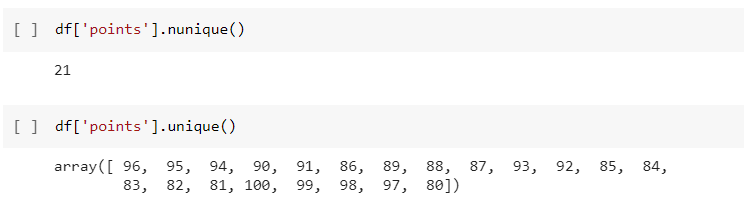 [ ] df['points'].nunique()
21
[ ] df['points'].unique()
array([ 96,  95,  94,  90,  91,  86,  89,  88,  87,  93,  92,  85,  84,
        83,  82,  81, 100,  99,  98,  97,  80])